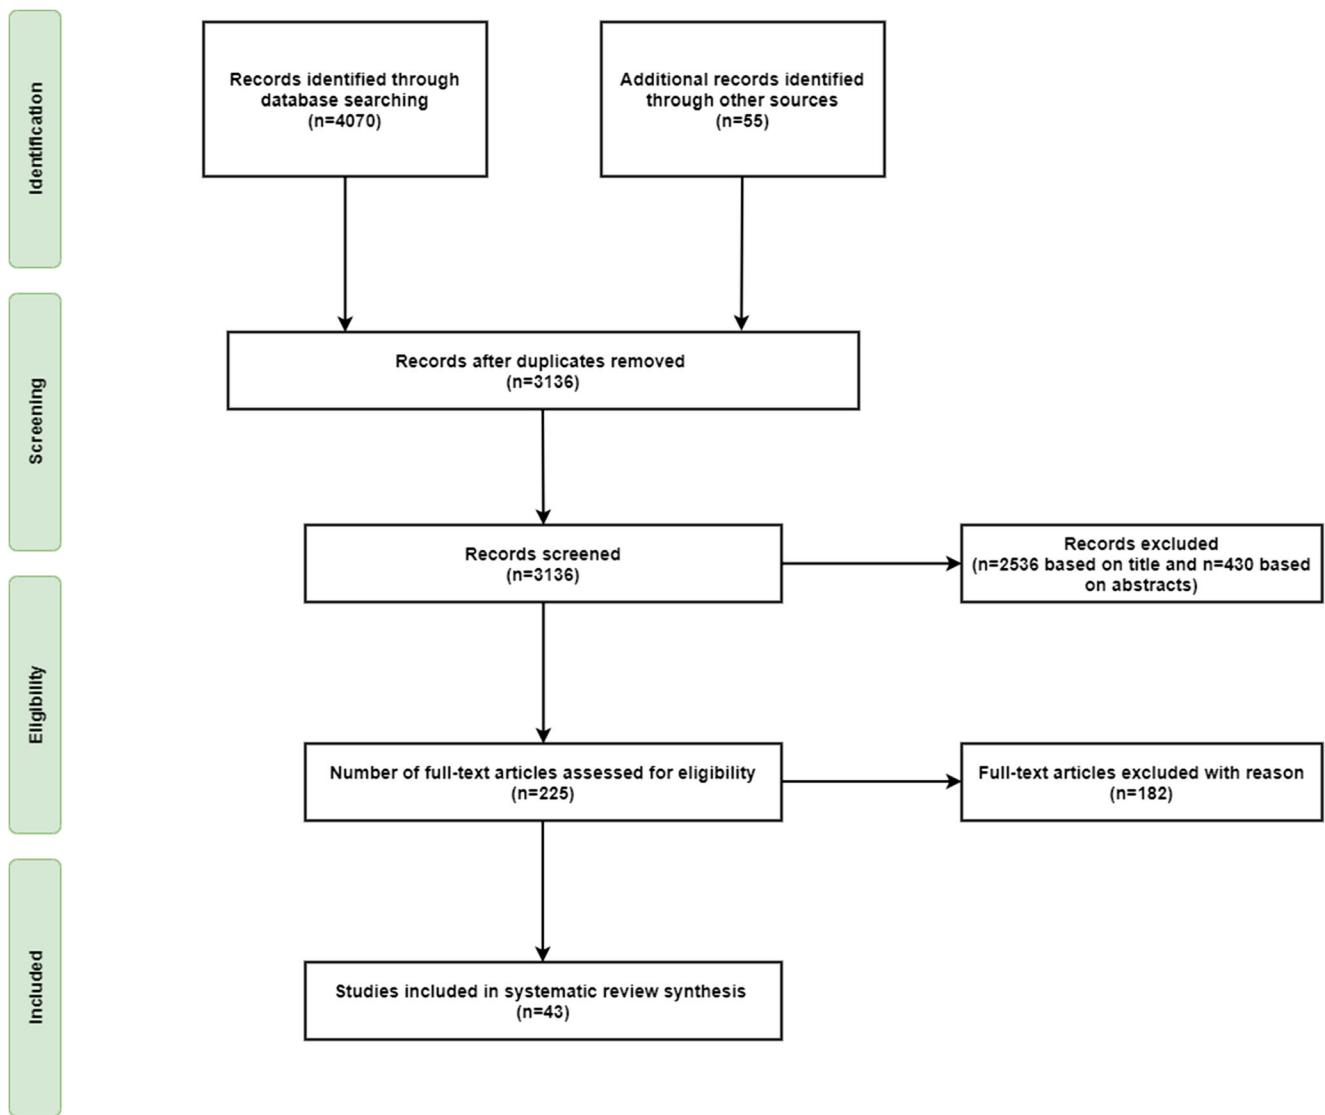 Identification
Records identified through
database searching
(n=4070)
Additional records identified
through other sources
(n=55)
Screening
Records after duplicates removed
(n=3136)
Records screened
(n=3136)
Records excluded
(n=2536 based on title and n=430 based
on abstracts)
Eligibility
Number of full-text articles assessed for eligibility
(n=225)
Full-text articles excluded with reason
(n=182)
Included
Studies included in systematic review synthesis
(n=43)